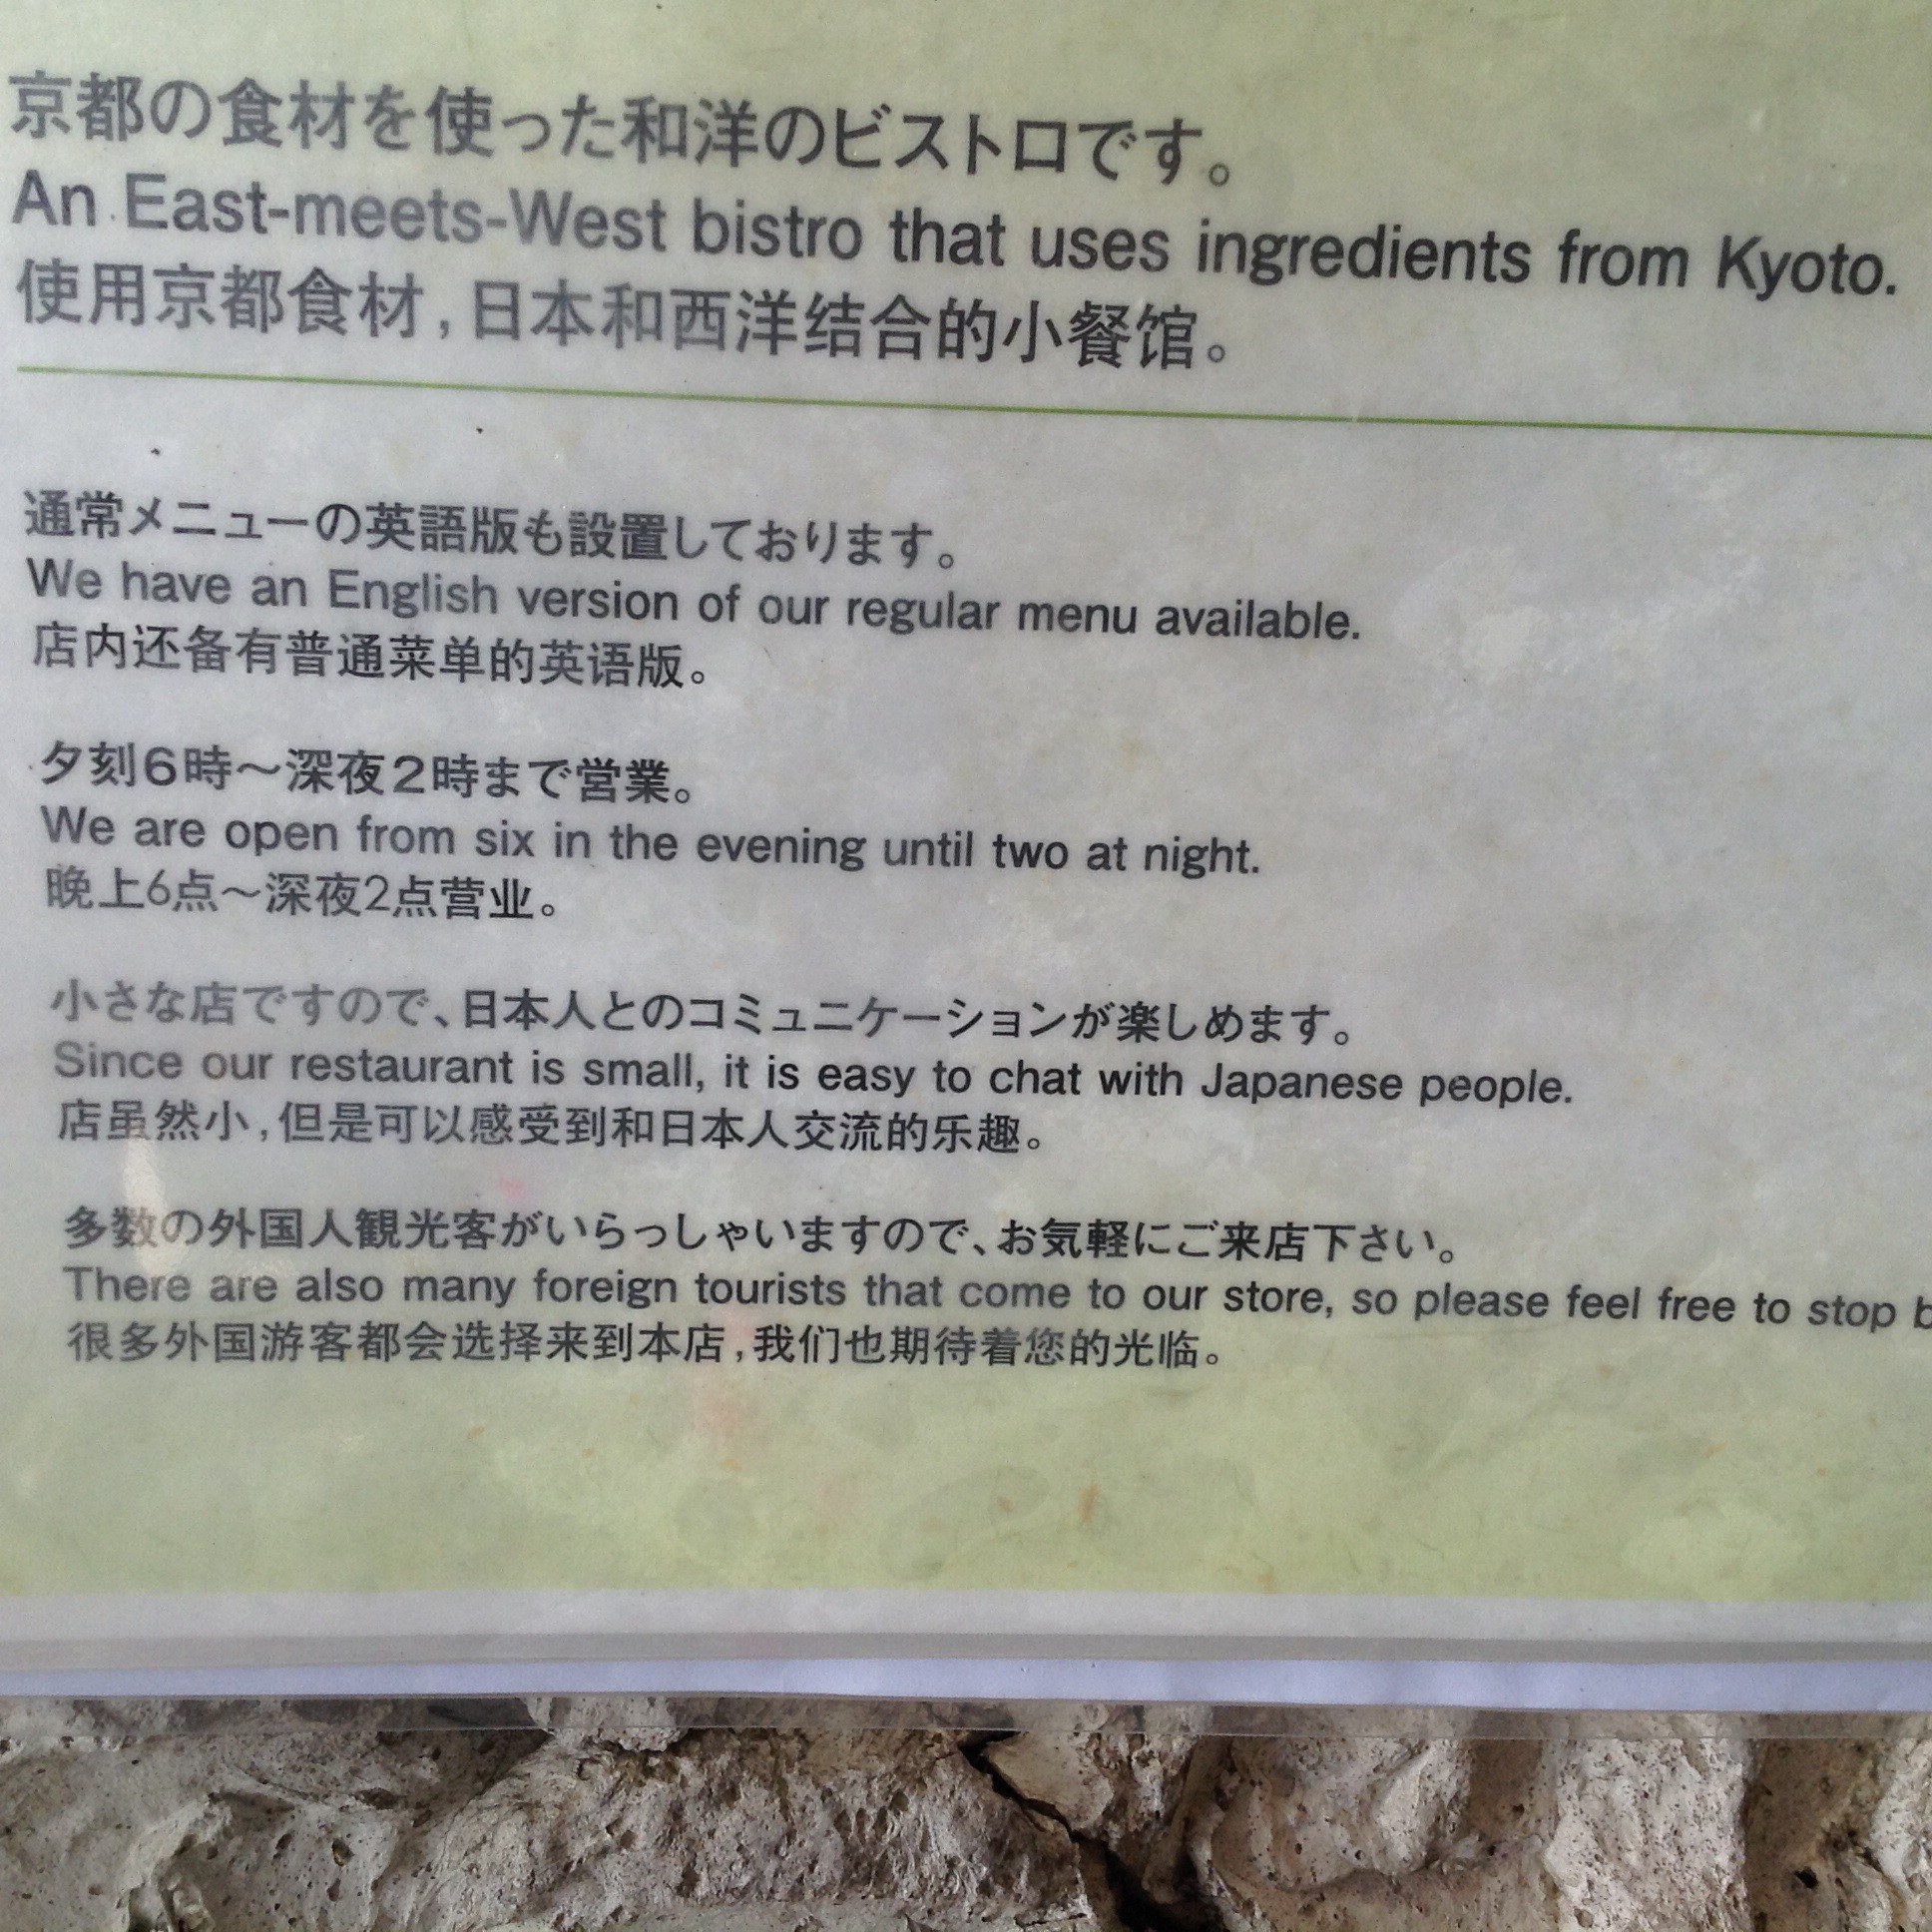 京都の食材を使った和洋のビストロです。
An East-meets-West bistro that uses ingredients from Kyoto.
使用京都食材,日本和西洋结合的小餐馆。
通常メニューの英語版も設置しております。
We have an English version of our regular menu available.
店内还备有普通菜单的英语版。
夕刻6時〜深夜2時まで営業。
We are open from six in the evening until two at night.
晚上6点〜深夜2点营业。
小さな店ですので、日本人とのコミュニケーションが楽しめます。
Since our restaurant is small, it is easy to chat with Japanese people.
店虽然小,但是可以感受到和日本人交流的乐趣。
多数の外国人観光客がいらっしゃいますので、お気軽にご来店下さい。
There are also many foreign tourists that come to our store, so please feel free to stop
很多外国游客都会选择来到本店,我们也期待着您的光临。